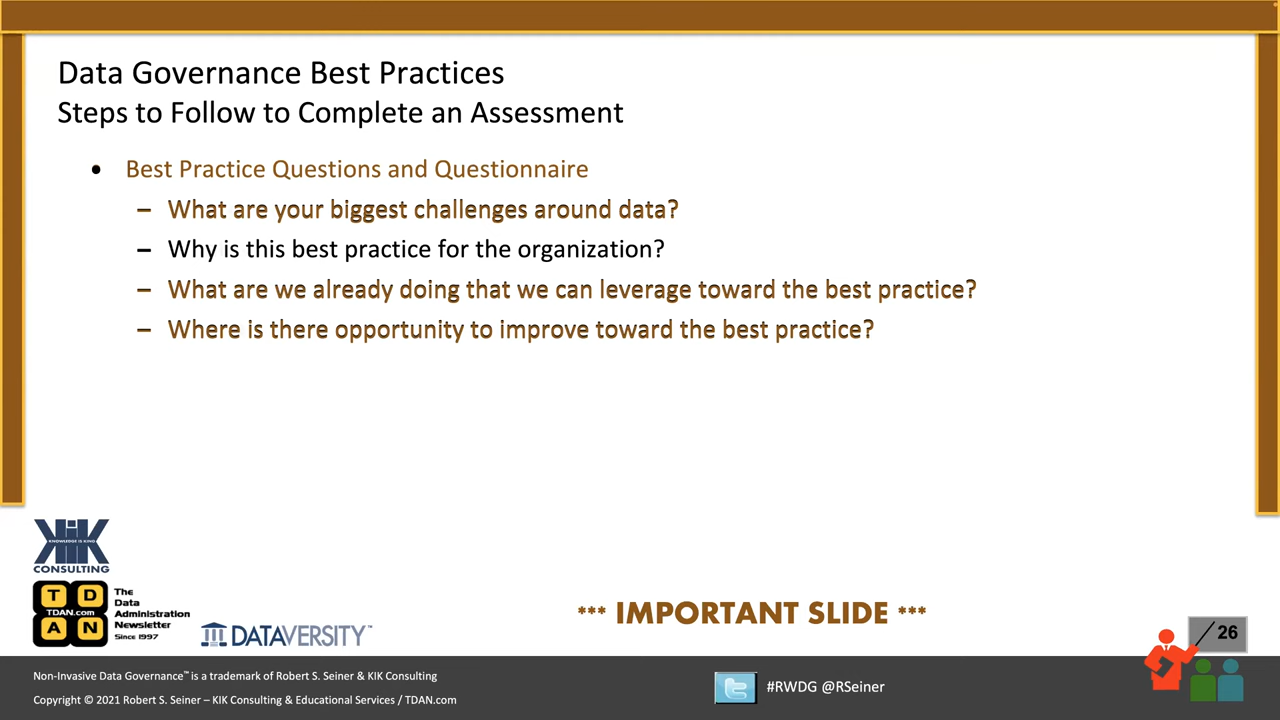 Data Governance Best Practices
Steps to Follow to Complete an Assessment
• Best Practice Questions and Questionnaire
– What are your biggest challenges around data?
– Why is this best practice for the organization?
– What are we already doing that we can leverage toward the best practice?
– Where is there opportunity to improve toward the best practice?
KIK
KNOWLEDGE IS KING
CONSULTING
T D
TDAN.com
A N
The
Data
Administration
Newsletter
Since 1997
DATAVERSITY™
*** IMPORTANT SLIDE ***
26
Non-Invasive Data Governance™ is a trademark of Robert S. Seiner & KIK Consulting
Copyright © 2021 Robert S. Seiner – KIK Consulting & Educational Services / TDAN.com
#RWDG @RSeiner